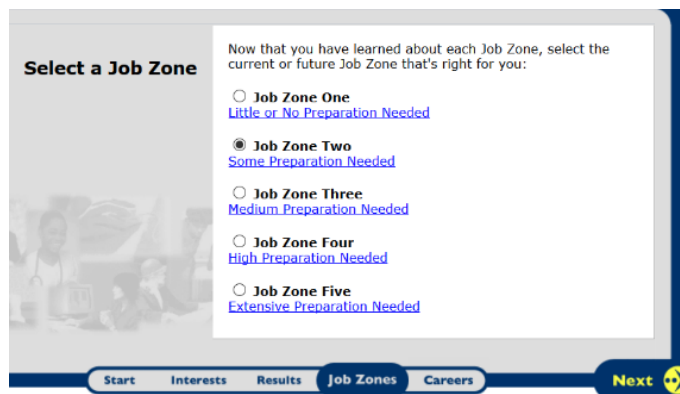 Select a Job Zone
Now that you have learned about each Job Zone, select the
current or future Job Zone that's right for you:
Job Zone One
Little or No Preparation Needed
Job Zone Two
Some Preparation Needed
Job Zone Three
Medium Preparation Needed
Job Zone Four
High Preparation Needed
Job Zone Five
Extensive Preparation Needed
Start Interests Results Job Zones Careers Next